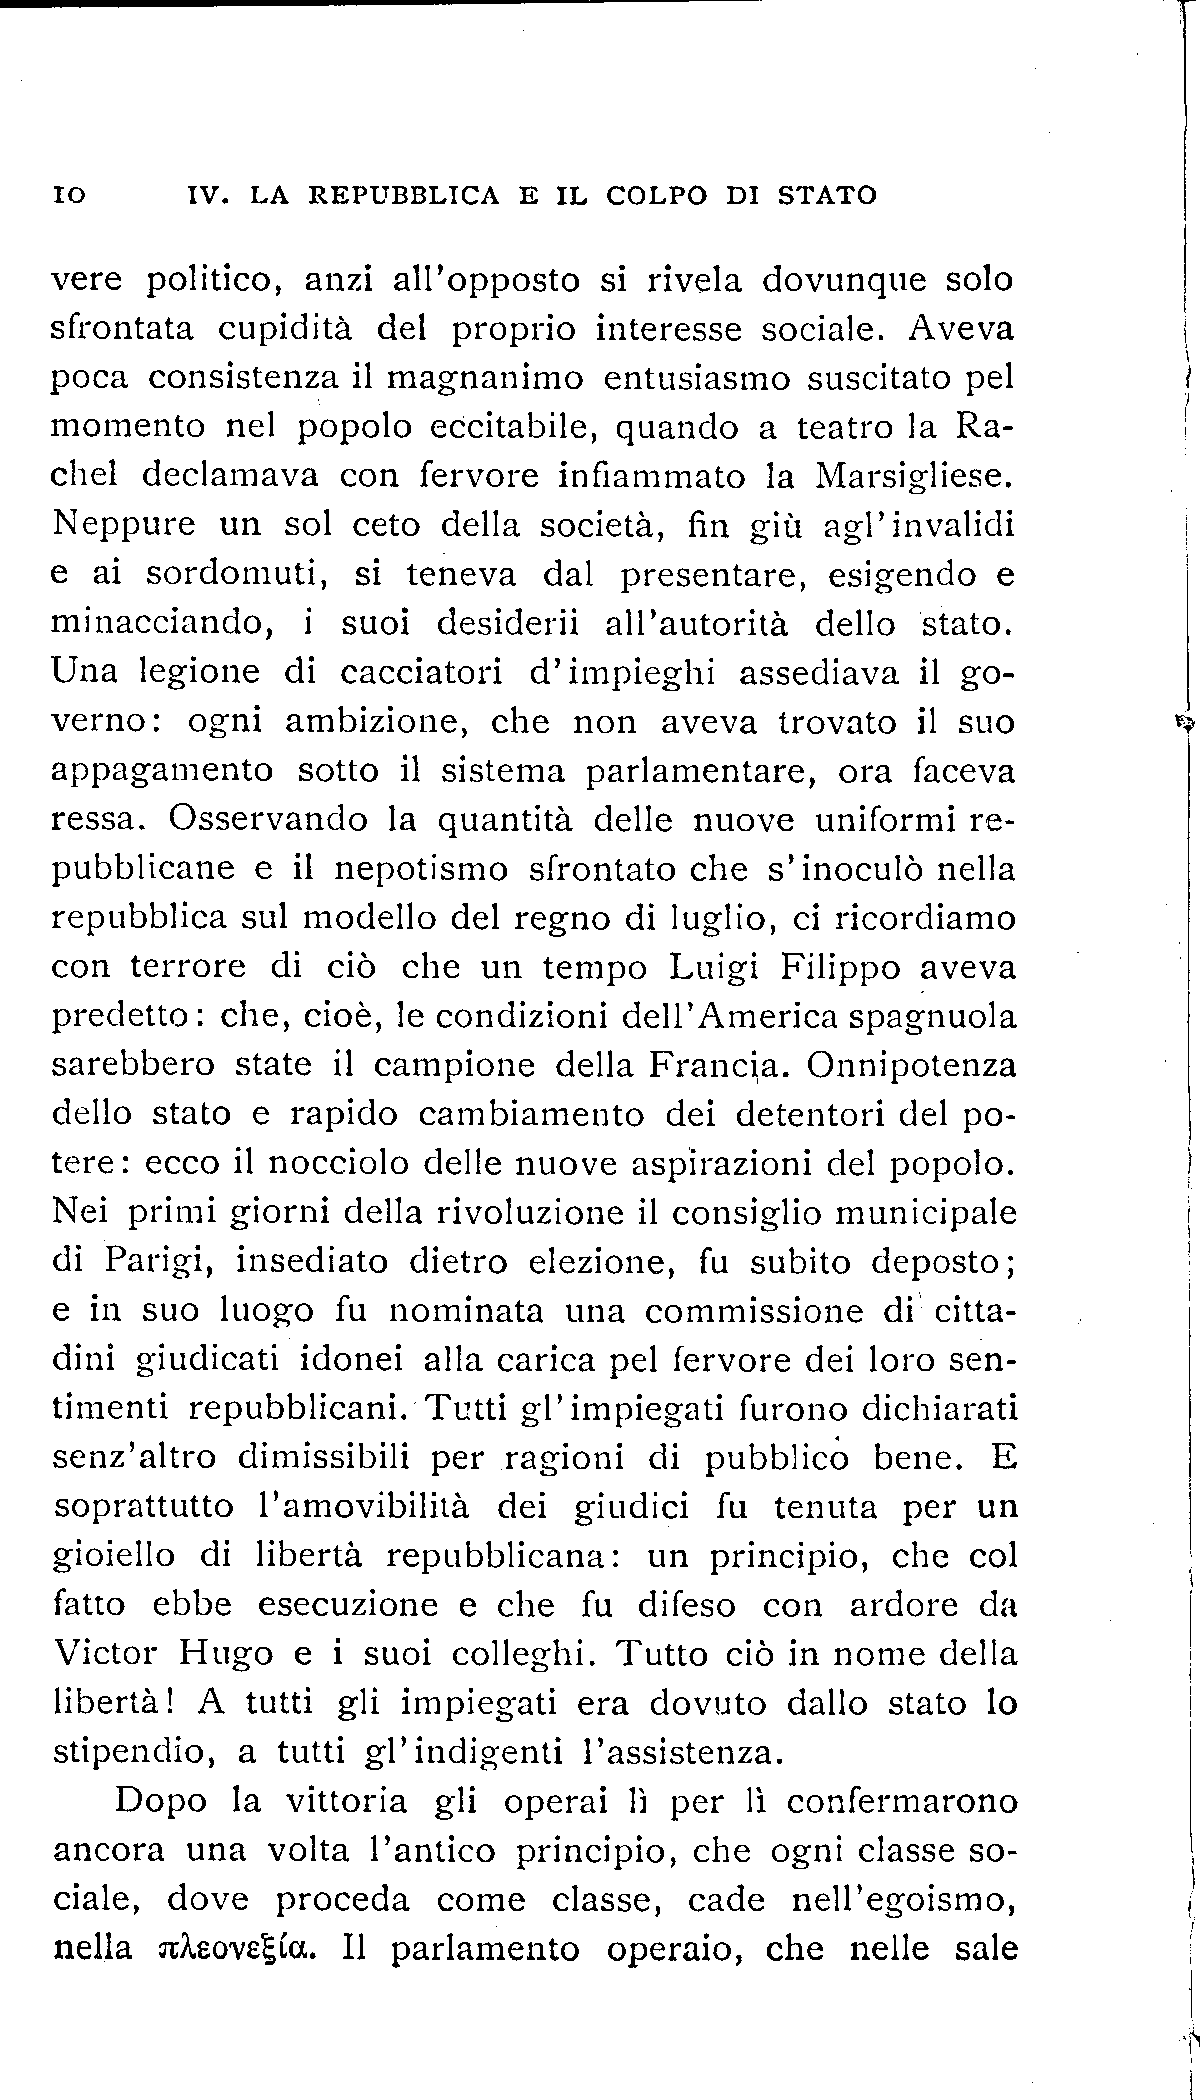 10 IV. LA REPUBBLICA E IL COLPO DI STATO
vere politico, anzi all'opposto si rivela dovunque solo
sfrontata cupidità del proprio interesse sociale. Aveva
poca consistenza il magnanimo entusiasmo suscitato pel
momento nel popolo eccitabile, quando a teatro la Ra-
chel declamava con fervore infiammato la Marsigliese.
Neppure un sol ceto della società, fin giù agl'invalidi
e ai sordomuti, si teneva dal presentare, esigendo e
minacciando, i suoi desiderii all'autorità dello stato.
Una legione di cacciatori d'impieghi assediava il go-
verno: ogni ambizione, che non aveva trovato il suo
appagamento sotto il sistema parlamentare, ora faceva
ressa. Osservando la quantità delle nuove uniformi re-
pubblicane e il nepotismo sfrontato che s'inoculò nella
repubblica sul modello del regno di luglio, ci ricordiamo
con terrore di ciò che un tempo Luigi Filippo aveva
predetto: che, cioè, le condizioni dell'America spagnuola
sarebbero state il campione della Francia. Onnipotenza
dello stato e rapido cambiamento dei detentori del po-
tere: ecco il nocciolo delle nuove aspirazioni del popolo.
Nei primi giorni della rivoluzione il consiglio municipale
di Parigi, insediato dietro elezione, fu subito deposto;
e in suo luogo fu nominata una commissione di citta-
dini giudicati idonei alla carica pel fervore dei loro sen-
timenti repubblicani. Tutti gl'impiegati furono dichiarati
senz'altro dimissibili per ragioni di pubblico bene. E
soprattutto l'amovibilità dei giudici fu tenuta per un
gioiello di libertà repubblicana: un principio, che col
fatto ebbe esecuzione e che fu difeso con ardore da
Victor Hugo e i suoi colleghi. Tutto ciò in nome della
libertà! A tutti gli impiegati era dovuto dallo stato lo
stipendio, a tutti gl'indigenti l'assistenza.
Dopo la vittoria gli operai lì per lì confermarono
ancora una volta l'antico principio, che ogni classe so-
ciale, dove proceda come classe, cade nell'egoismo,
nella πλεονεξία. Il parlamento operaio, che nelle sale